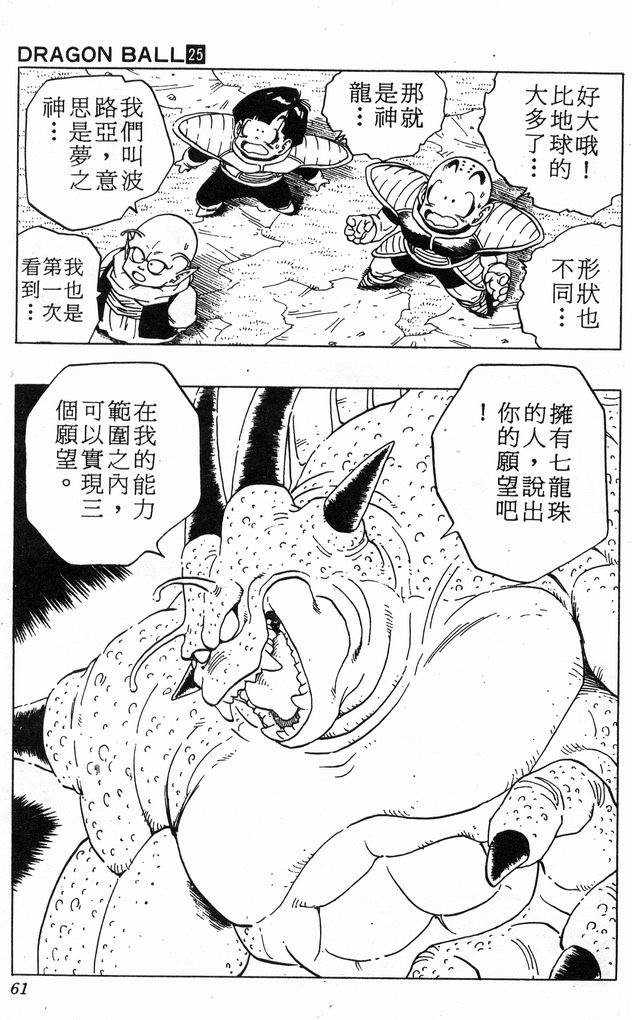 DRAGON BALL 25
好大哦！
比地球的
大多了…
形狀也
不同…
那就
是神
龍…
我們叫波
路亞，意
思是夢之
神…
我也是
第一次
看到…
擁有七龍珠
的人，說出
你的願望吧
！
在我的能力
範圍之內，
可以實現三
個願望。
61